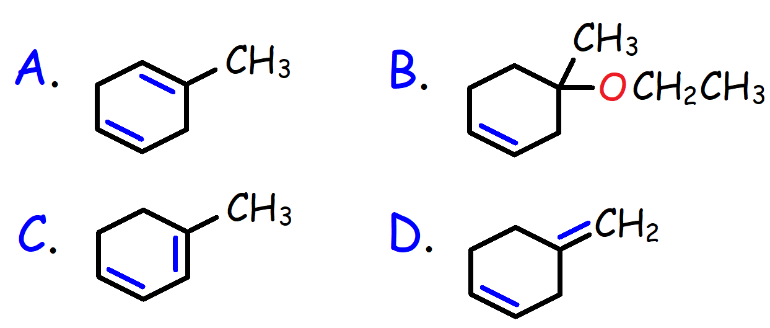 A.
CH3
B.
CH3
OCH2CH3
C.
CH3
D.
CH2